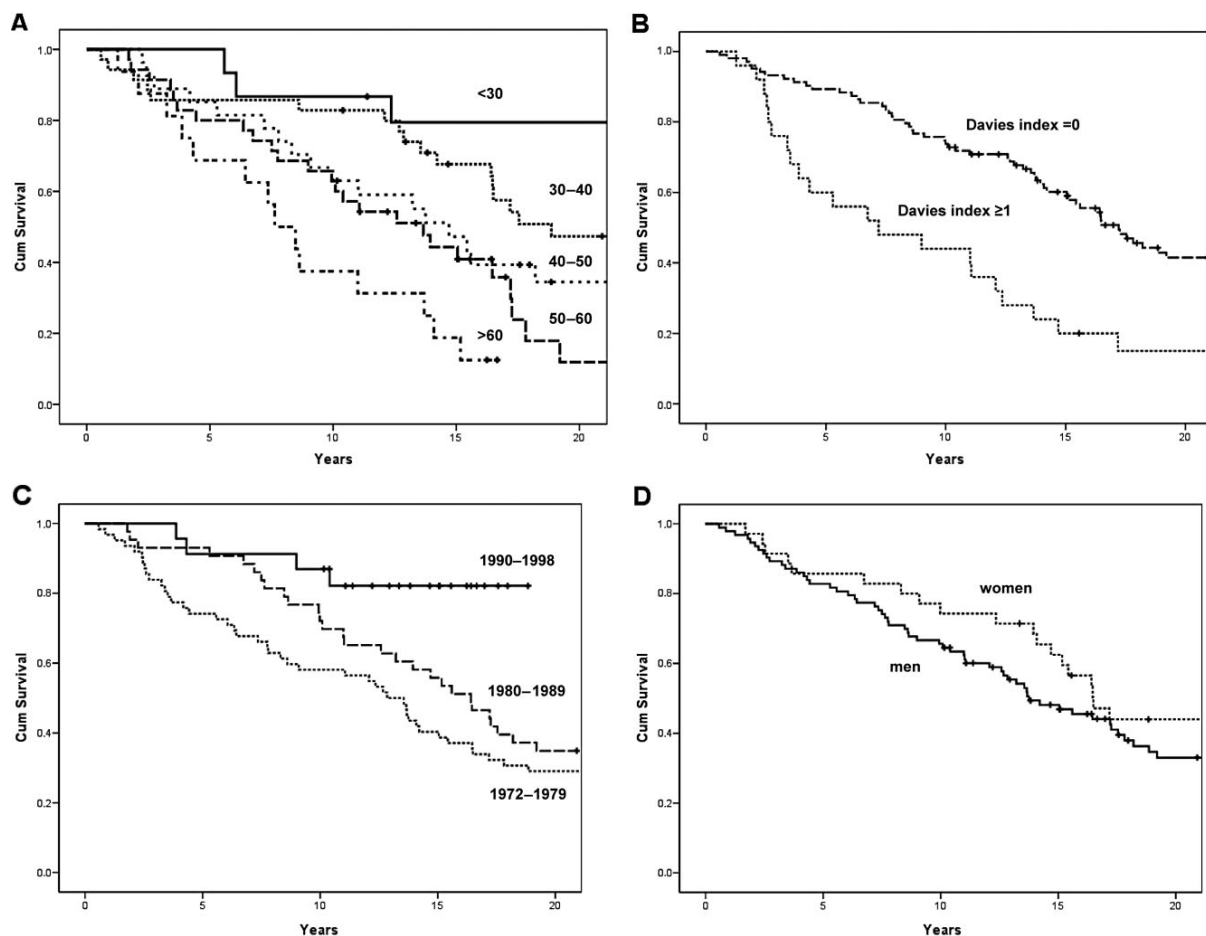 A
Cum Survival
1.0
0.8
0.6
0.4
0.2
0.0
<30
30–40
40–50
50–60
>60
0 5 10 15 20
Years
B
Cum Survival
1.0
0.8
0.6
0.4
0.2
0.0
Davies index =0
Davies index ≥1
0 5 10 15 20
Years
C
Cum Survival
1.0
0.8
0.6
0.4
0.2
0.0
1990–1998
1980–1989
1972–1979
0 5 10 15 20
Years
D
Cum Survival
1.0
0.8
0.6
0.4
0.2
0.0
women
men
0 5 10 15 20
Years